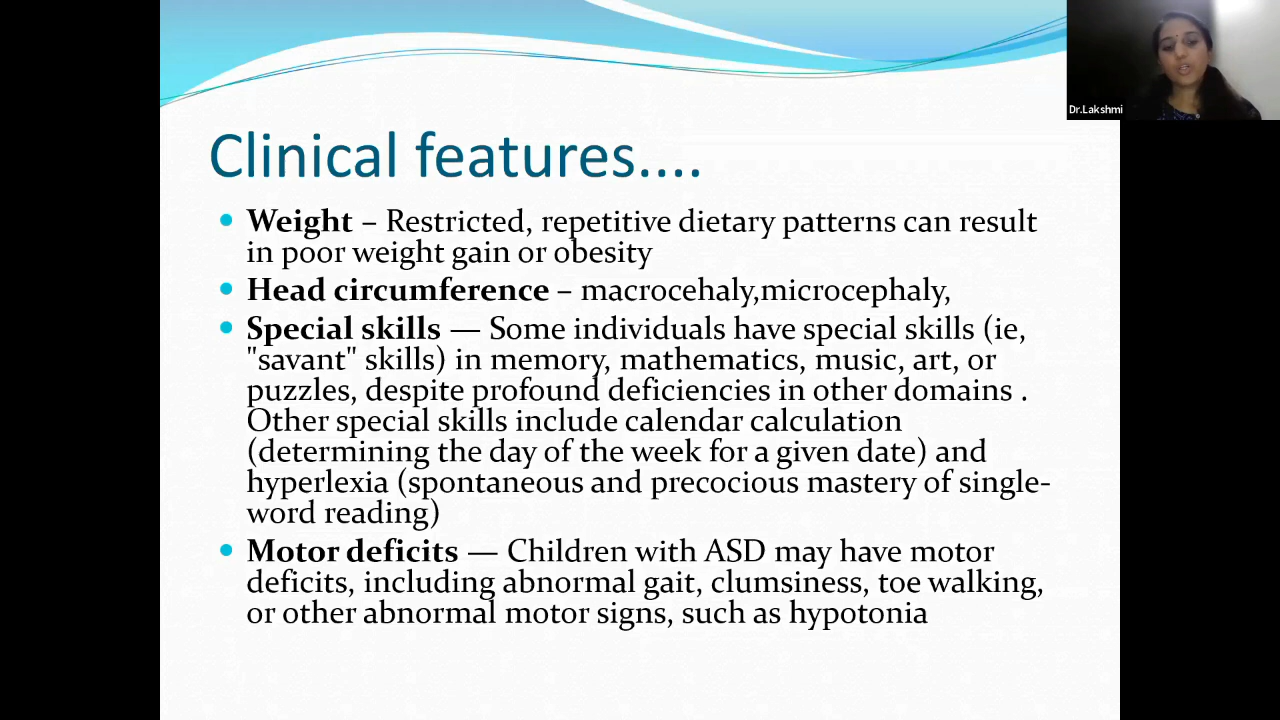 Dr.Lakshmi
Clinical features....
Weight – Restricted, repetitive dietary patterns can result
in poor weight gain or obesity
Head circumference – macrocehaly,microcephaly,
Special skills — Some individuals have special skills (ie,
"savant" skills) in memory, mathematics, music, art, or
puzzles, despite profound deficiencies in other domains .
Other special skills include calendar calculation
(determining the day of the week for a given date) and
hyperlexia (spontaneous and precocious mastery of single-
word reading)
Motor deficits — Children with ASD may have motor
deficits, including abnormal gait, clumsiness, toe walking,
or other abnormal motor signs, such as hypotonia